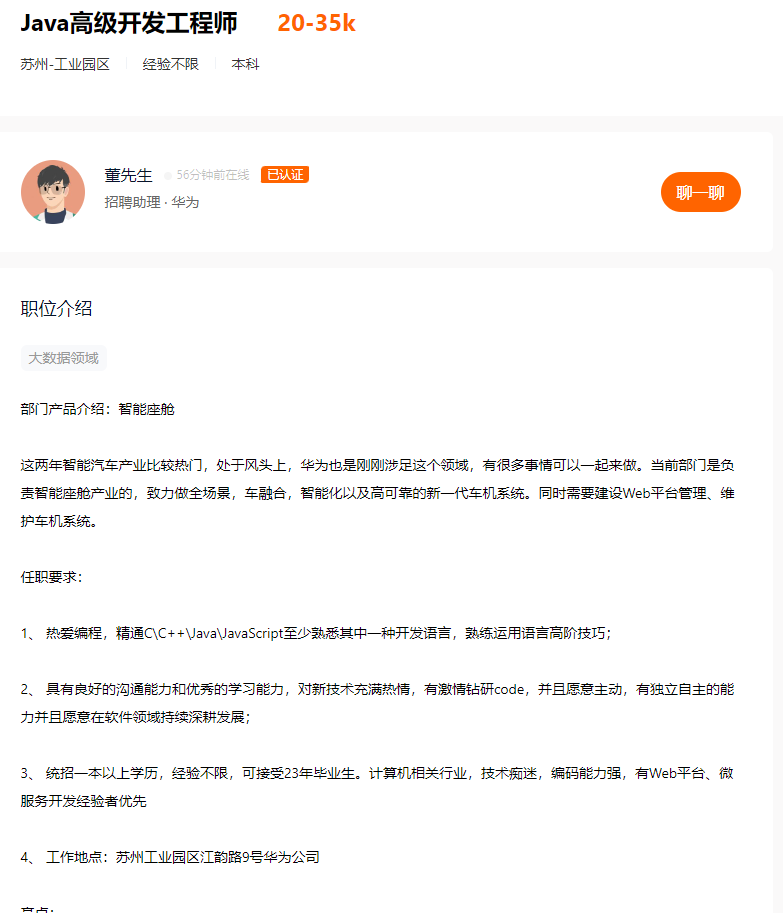 Java高级开发工程师 20-35k
苏州-工业园区 经验不限 本科
董先生 56分钟前在线 已认证
招聘助理 · 华为
聊一聊
职位介绍
大数据领域
部门产品介绍：智能座舱
这两年智能汽车产业比较热门，处于风头上，华为也是刚刚涉足这个领域，有很多事情可以一起来做。当前部门是负
责智能座舱产业的，致力做全场景，车融合，智能化以及高可靠的新一代车机系统。同时需要建设Web平台管理、维
护车机系统。
任职要求：
1、 热爱编程，精通C\C++\Java\JavaScript至少熟悉其中一种开发语言，熟练运用语言高阶技巧；
2、 具有良好的沟通能力和优秀的学习能力，对新技术充满热情，有激情钻研code，并且愿意主动，有独立自主的能
力并且愿意在软件领域持续深耕发展；
3、 统招一本以上学历，经验不限，可接受23年毕业生。计算机相关行业，技术痴迷，编码能力强，有Web平台、微
服务开发经验者优先
4、 工作地点：苏州工业园区江韵路9号华为公司